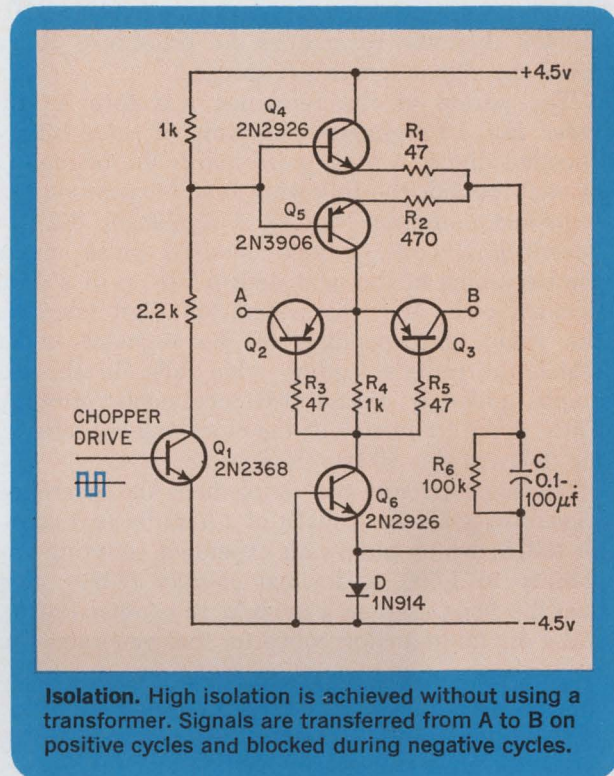 +4.5v
Q4
2N2926
1k
R1
47
Q5
2N3906
R2
470
A
B
2.2k
Q2
Q3
R3
47
R4
1k
R5
47
CHOPPER
DRIVE
Q1
2N2368
R6
100k
C
0.1-
100μf
Q6
2N2926
D
1N914
-4.5v
Isolation. High isolation is achieved without using a
transformer. Signals are transferred from A to B on
positive cycles and blocked during negative cycles.